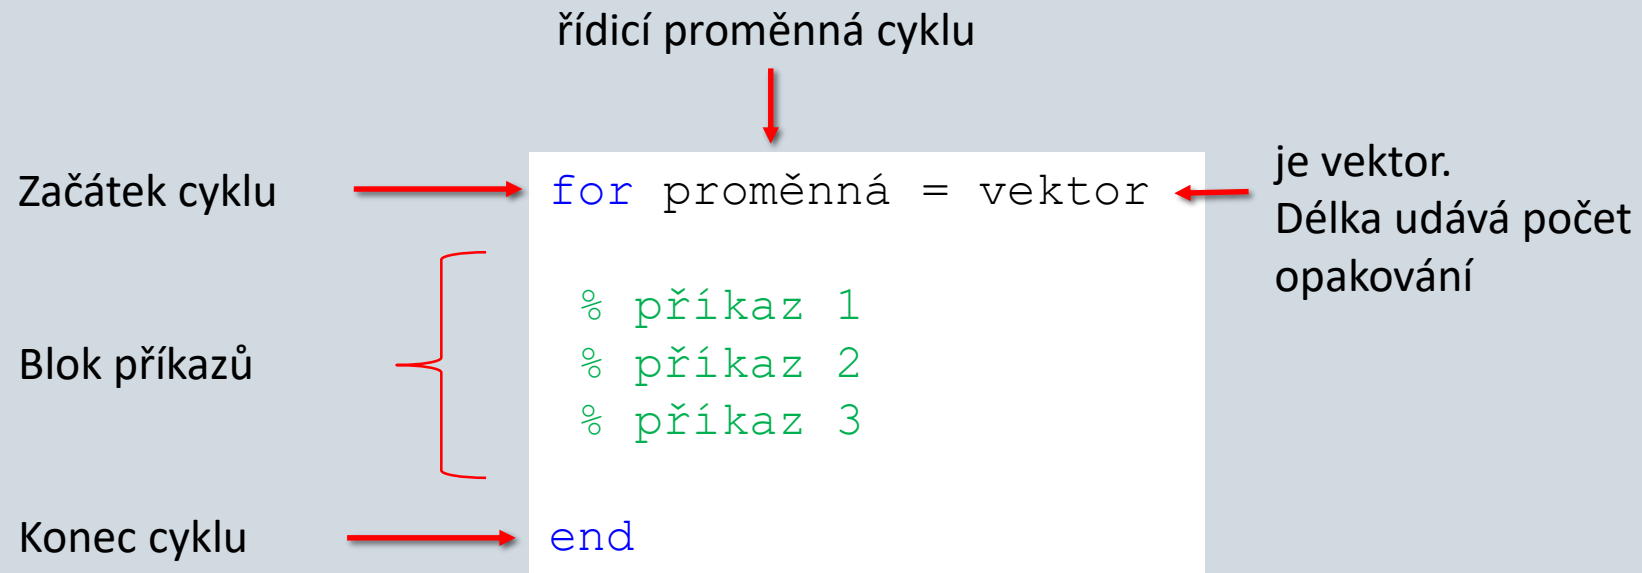 řídicí proměnná cyklu
Začátek cyklu
for proměnná = vektor
je vektor.
Délka udává počet
opakování
Blok příkazů
% příkaz 1
% příkaz 2
% příkaz 3
Konec cyklu
end